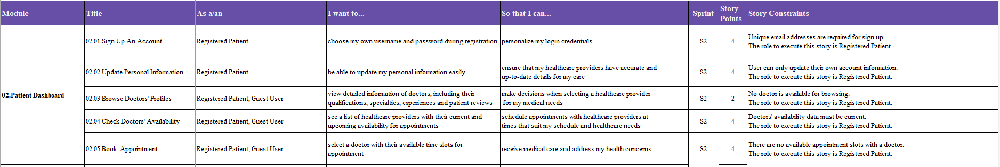 Module
Title
As a/an
I want to...
So that I can...
Sprint
Story
Points
Story Constraints
02.Patient Dashboard
02.01 Sign Up An Account
Registered Patient
choose my own username and password during registration
personalize my login credentials.
S2
4
Unique email addresses are required for sign up.
The role to execute this story is Registered Patient.
02.02 Update Personal Information
Registered Patient
be able to update my personal information easily
ensure that my healthcare providers have accurate and
up-to-date details for my care
S2
4
User can only update their own account information.
The role to execute this story is Registered Patient.
02.03 Browse Doctors' Profiles
Registered Patient, Guest User
view detailed information of doctors, including their
qualifications, specialties, experiences and patient reviews
make decisions when selecting a healthcare provider
for my medical needs
S2
2
No doctor is available for browsing.
The role to execute this story is Registered Patient.
02.04 Check Doctors' Availability
Registered Patient, Guest User
see a list of healthcare providers with their current and
upcoming availability for appointments
schedule appointments with healthcare providers at
times that suit my schedule and healthcare needs
S2
4
Doctors' availability data must be current.
The role to execute this story is Registered Patient.
02.05 Book  Appointment
Registered Patient, Guest User
select a doctor with their available time slots for
appointment
receive medical care and address my health concerns
S2
4
There are no available appointment slots with a doctor.
The role to execute this story is Registered Patient.